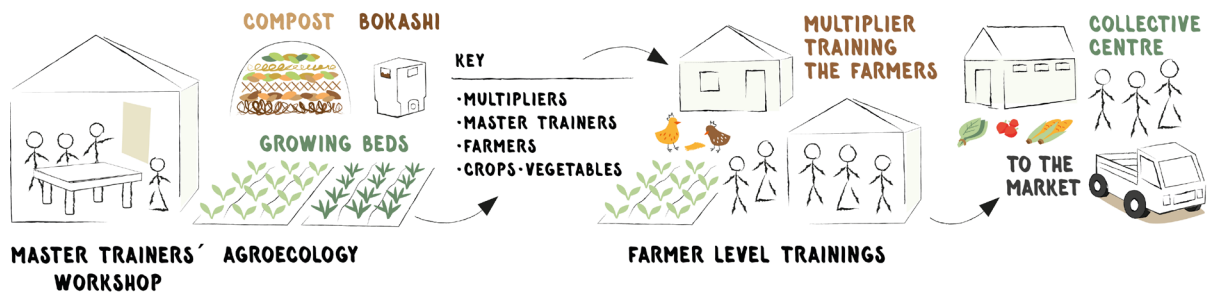 COMPOST BOKASHI
GROWING BEDS
MASTER TRAINERS´ AGROECOLOGY
WORKSHOP
KEY
·MULTIPLIERS
·MASTER TRAINERS
·FARMERS
·CROPS·VEGETABLES
MULTIPLIER
TRAINING
THE FARMERS
FARMER LEVEL TRAININGS
COLLECTIVE
CENTRE
TO THE
MARKET